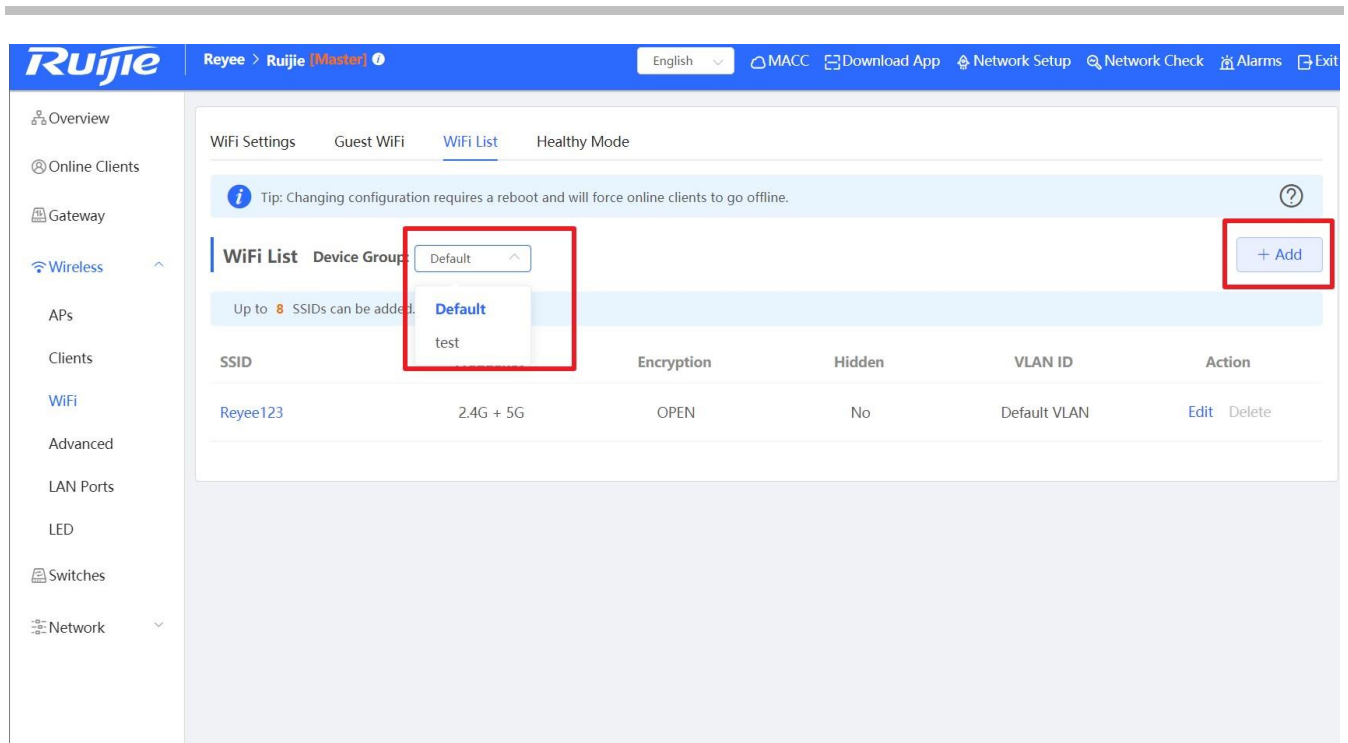 Ruijie
Reyee > Ruijie [Master]
English
MACC
Download App
Network Setup
Network Check
Alarms
Exit
Overview
Online Clients
Gateway
Wireless
APs
Clients
WiFi
Advanced
LAN Ports
LED
Switches
Network
WiFi Settings Guest WiFi WiFi List Healthy Mode
Tip: Changing configuration requires a reboot and will force online clients to go offline.
WiFi List Device Group: Default
+ Add
Default
test
Up to 8 SSIDs can be added.
SSID Encryption Hidden VLAN ID Action
Reyee123 2.4G + 5G OPEN No Default VLAN Edit Delete